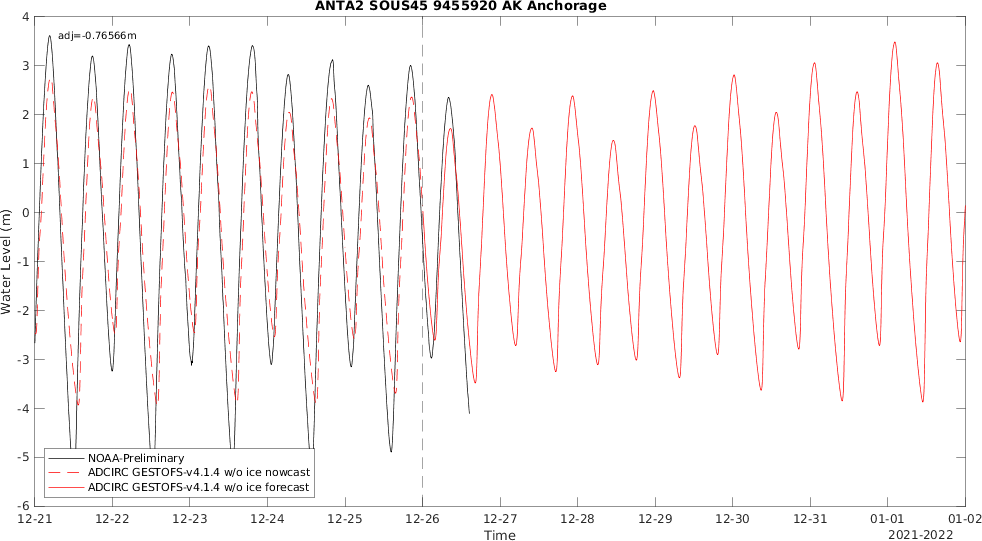 ANTA2 SOUS45 9455920 AK Anchorage
adj=-0.76566m
4
3
2
1
0
-1
-2
-3
-4
-5
-6
Water Level (m)
NOAA-Preliminary
ADCIRC GESTOFS-v4.1.4 w/o ice nowcast
ADCIRC GESTOFS-v4.1.4 w/o ice forecast
12-21 12-22 12-23 12-24 12-25 12-26 12-27 12-28 12-29 12-30 12-31 01-01 01-02
Time
2021-2022